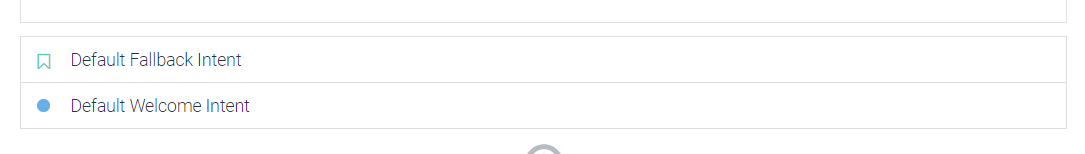 Default Fallback Intent
Default Welcome Intent